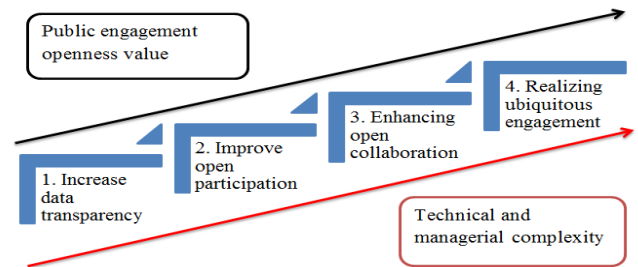 Public engagement
openness value
1. Increase
data
transparency
2. Improve
open
participation
3. Enhancing
open
collaboration
4. Realizing
ubiquitous
engagement
Technical and
managerial complexity